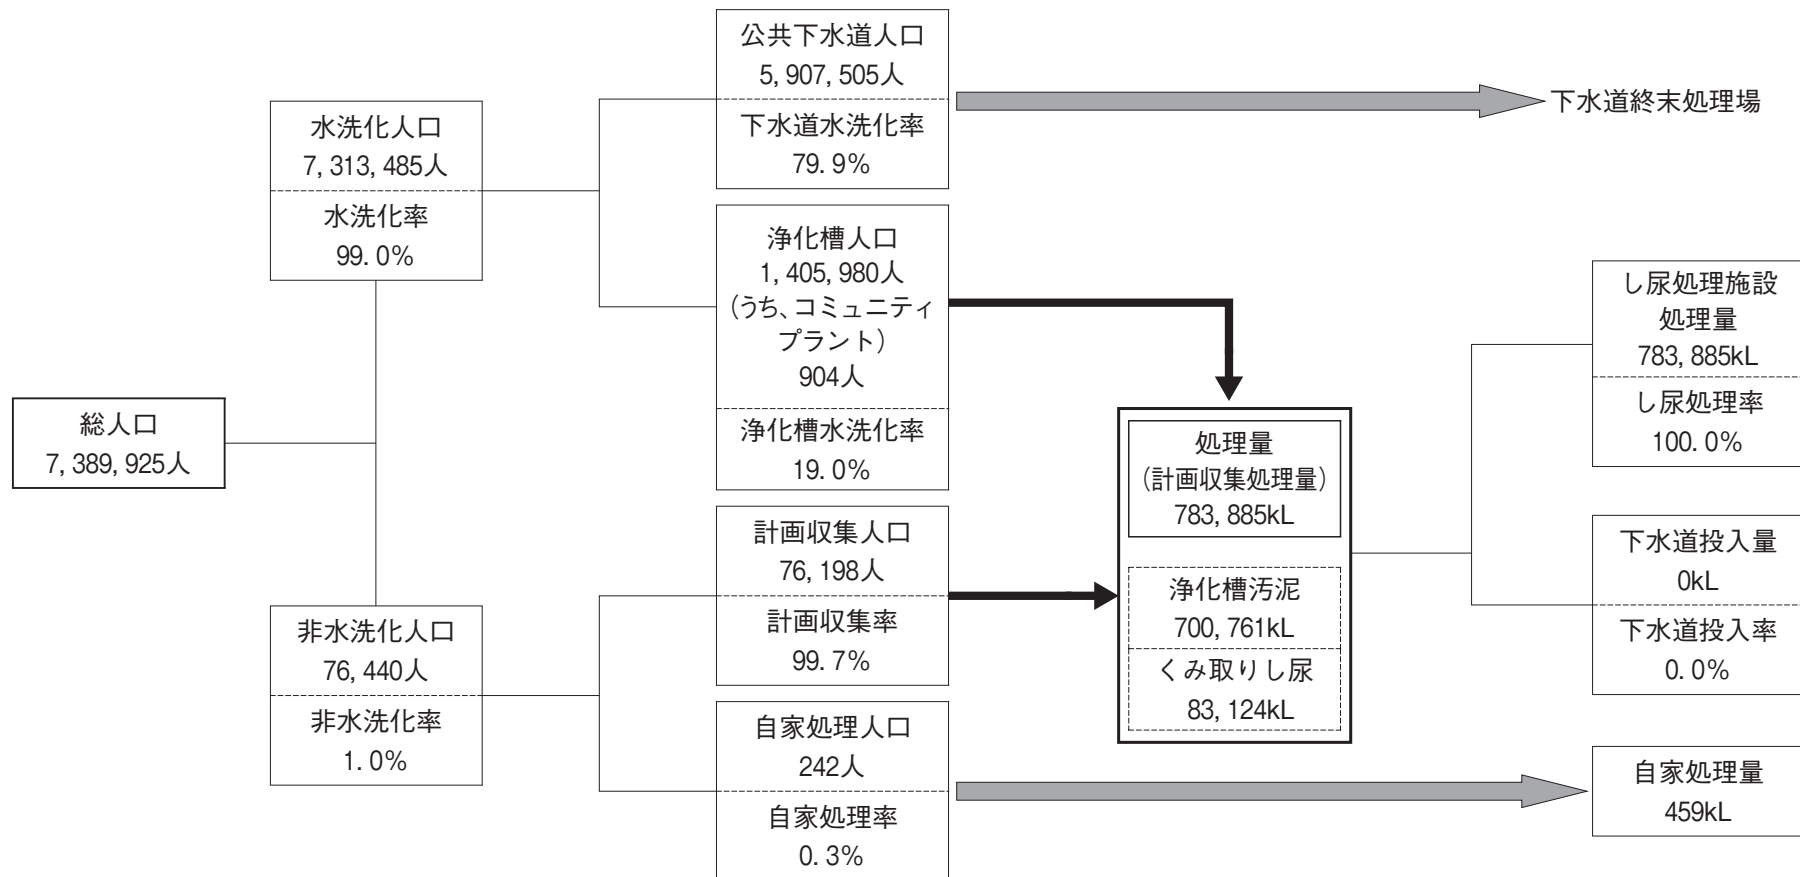 総人口
7,389,925人
水洗化人口
7,313,485人
水洗化率
99.0%
非水洗化人口
76,440人
非水洗化率
1.0%
公共下水道人口
5,907,505人
下水道水洗化率
79.9%
浄化槽人口
1,405,980人
(うち、コミュニティ
プラント)
904人
浄化槽水洗化率
19.0%
計画収集人口
76,198人
計画収集率
99.7%
自家処理人口
242人
自家処理率
0.3%
処理量
(計画収集処理量)
783,885kL
浄化槽汚泥
700,761kL
くみ取りし尿
83,124kL
下水道終末処理場
し尿処理施設
処理量
783,885kL
し尿処理率
100.0%
下水道投入量
0kL
下水道投入率
0.0%
自家処理量
459kL